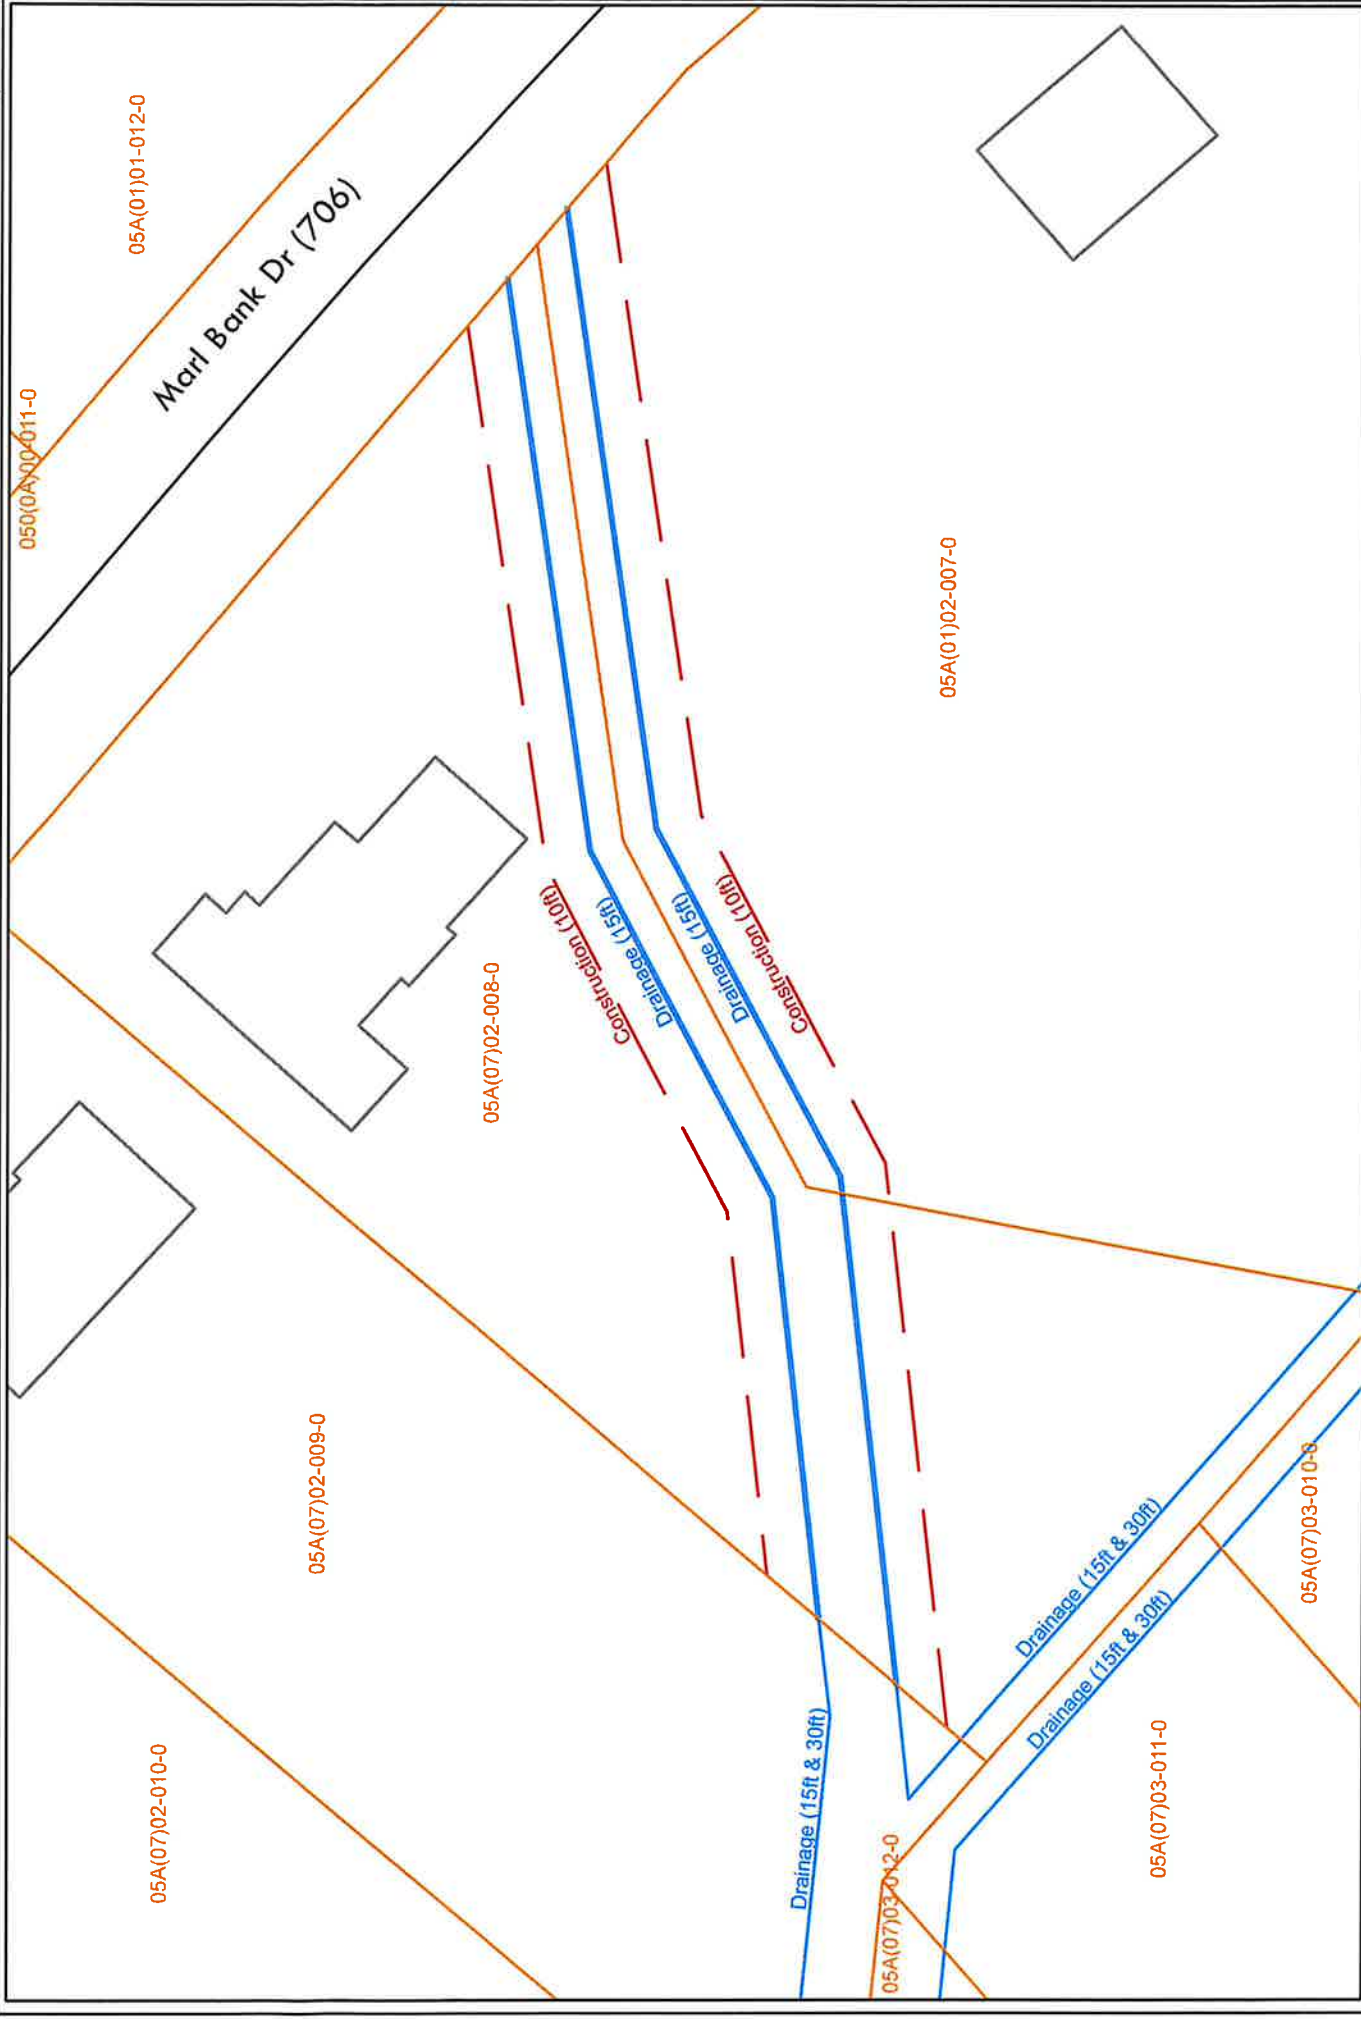 05A(01)01-012-0
050(0A)00-011-0
Marl Bank Dr (706)
05A(01)02-007-0
Construction (10ft)
Drainage (15ft)
Drainage (15ft)
Construction (10ft)
05A(07)02-008-0
05A(07)02-009-0
05A(07)02-010-0
Drainage (15ft & 30ft)
Drainage (15ft & 30ft)
Drainage (15ft & 30ft)
05A(07)03-010-0
05A(07)03-011-0
05A(07)03-012-0